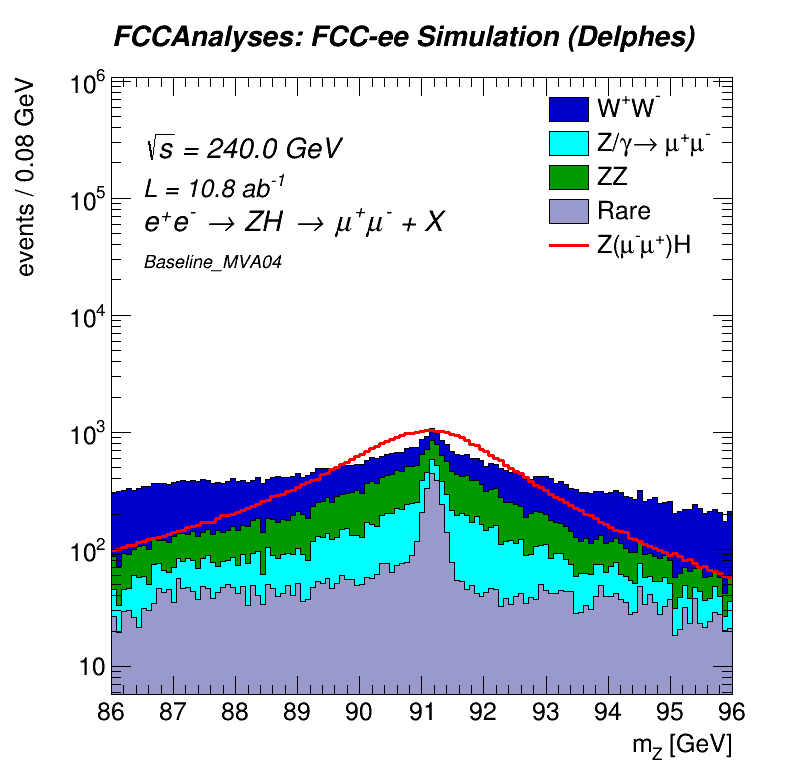 FCCAnalyses: FCC-ee Simulation (Delphes)
events / 0.08 GeV
10⁶
10⁵
10⁴
10³
10²
10
√s = 240.0 GeV
L = 10.8 ab⁻¹
e⁺e⁻ → ZH → μ⁺μ⁻ + X
Baseline_MVA04
W⁺W⁻
Z/γ→ μ⁺μ⁻
ZZ
Rare
Z(μ⁻μ⁺)H
86 87 88 89 90 91 92 93 94 95 96
m_Z [GeV]